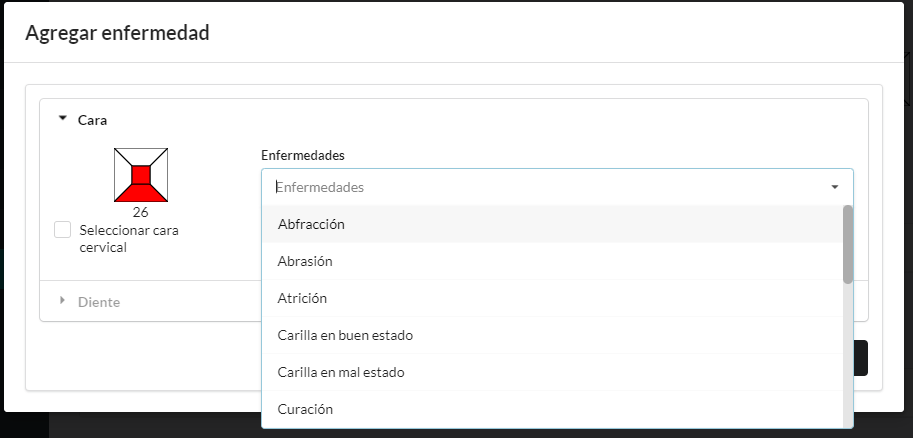 Agregar enfermedad
Cara
26
Seleccionar cara
cervical
Enfermedades
Enfermedades
Abfracción
Abrasión
Atrición
Carilla en buen estado
Carilla en mal estado
Curación
Diente